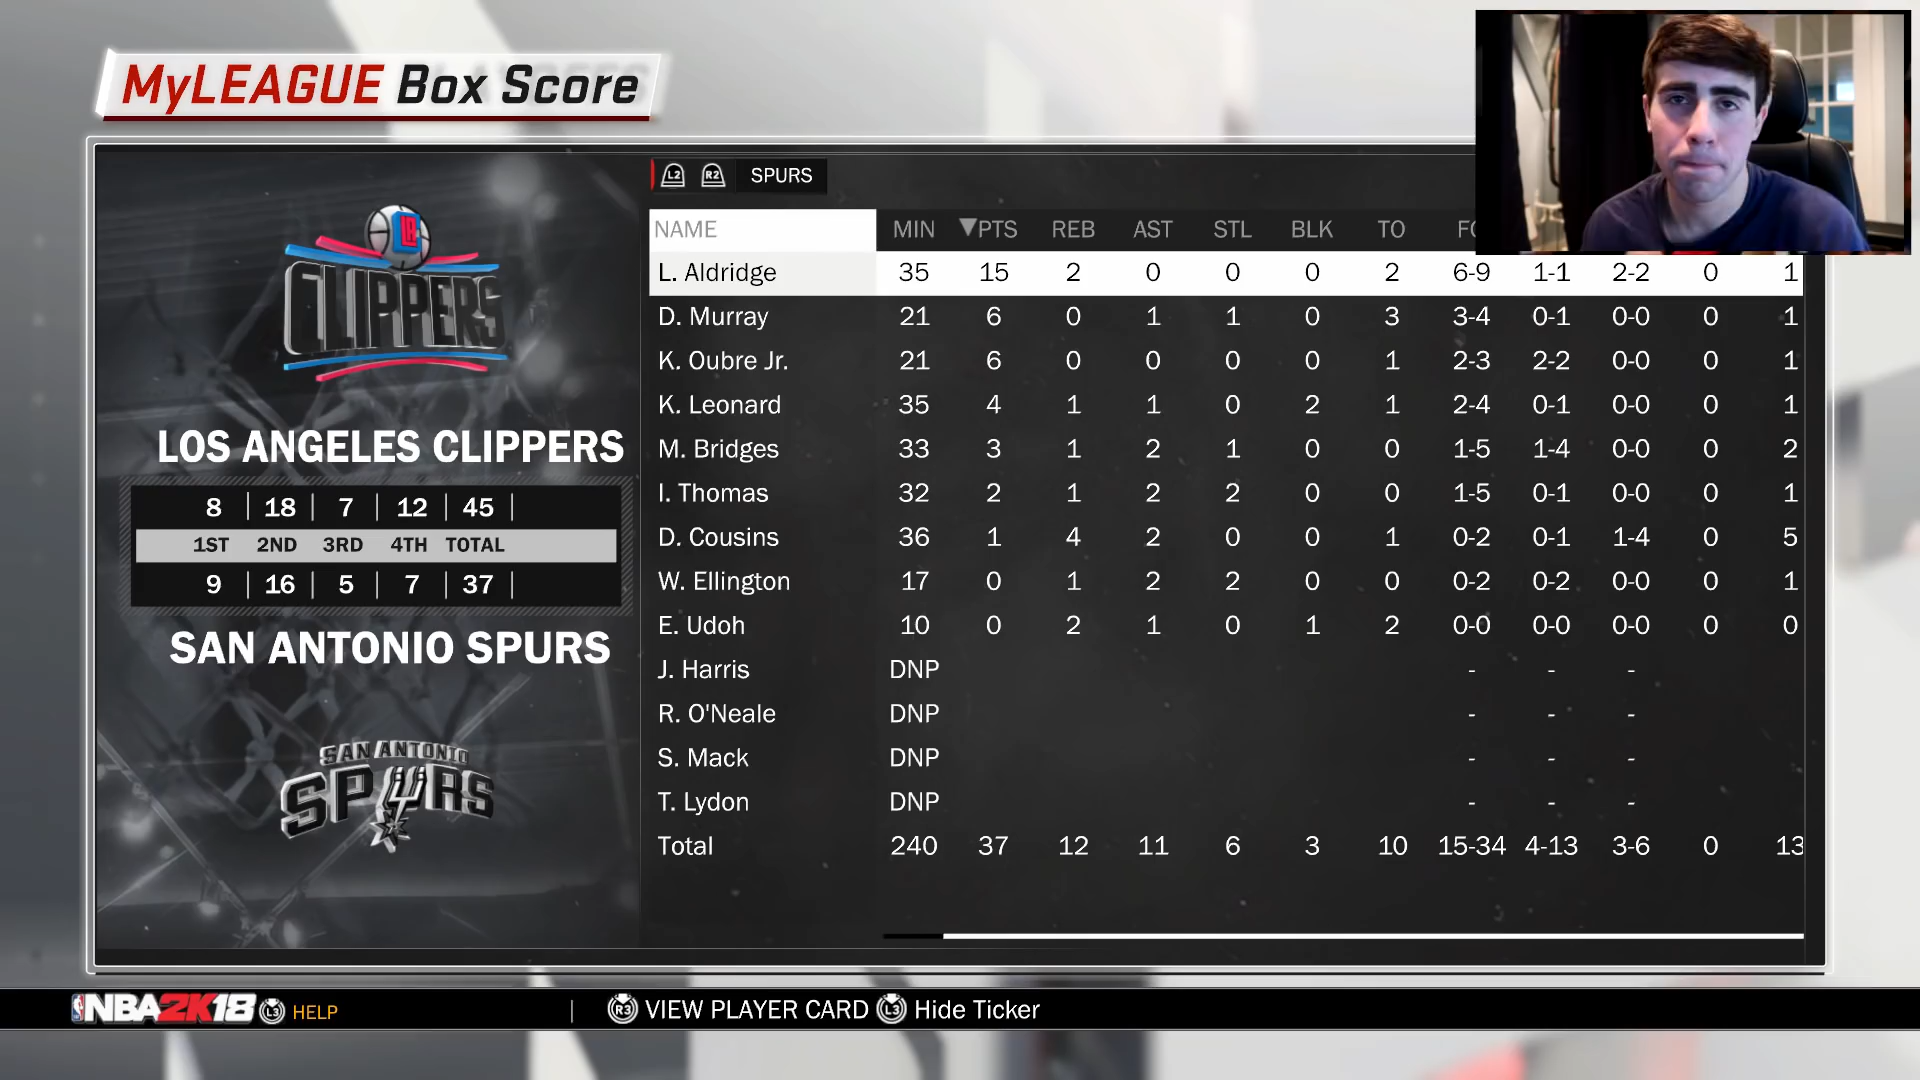 MyLEAGUE Box Score
L2 R2 SPURS
NAME MIN ▼PTS REB AST STL BLK TO
L. Aldridge 35 15 2 0 0 0 2 6-9 1-1 2-2 0 1
D. Murray 21 6 0 1 1 0 3 3-4 0-1 0-0 0 1
K. Oubre Jr. 21 6 0 0 0 0 1 2-3 2-2 0-0 0 1
K. Leonard 35 4 1 1 0 2 1 2-4 0-1 0-0 0 1
M. Bridges 33 3 1 2 1 0 0 1-5 1-4 0-0 0 2
I. Thomas 32 2 1 2 2 0 0 1-5 0-1 0-0 0 1
D. Cousins 36 1 4 2 0 0 1 0-2 0-1 1-4 0 5
W. Ellington 17 0 1 2 2 0 0 0-2 0-2 0-0 0 1
E. Udoh 10 0 2 1 0 1 2 0-0 0-0 0-0 0 0
J. Harris DNP - - -
R. O'Neale DNP - - -
S. Mack DNP - - -
T. Lydon DNP - - -
Total 240 37 12 11 6 3 10 15-34 4-13 3-6 0 13
LA
CLIPPERS
LOS ANGELES CLIPPERS
8 | 18 | 7 | 12 | 45 |
1ST 2ND 3RD 4TH TOTAL
9 | 16 | 5 | 7 | 37 |
SAN ANTONIO SPURS
SAN ANTONIO
SPURS
NBA2K18 L3 HELP | R3 VIEW PLAYER CARD L3 Hide Ticker